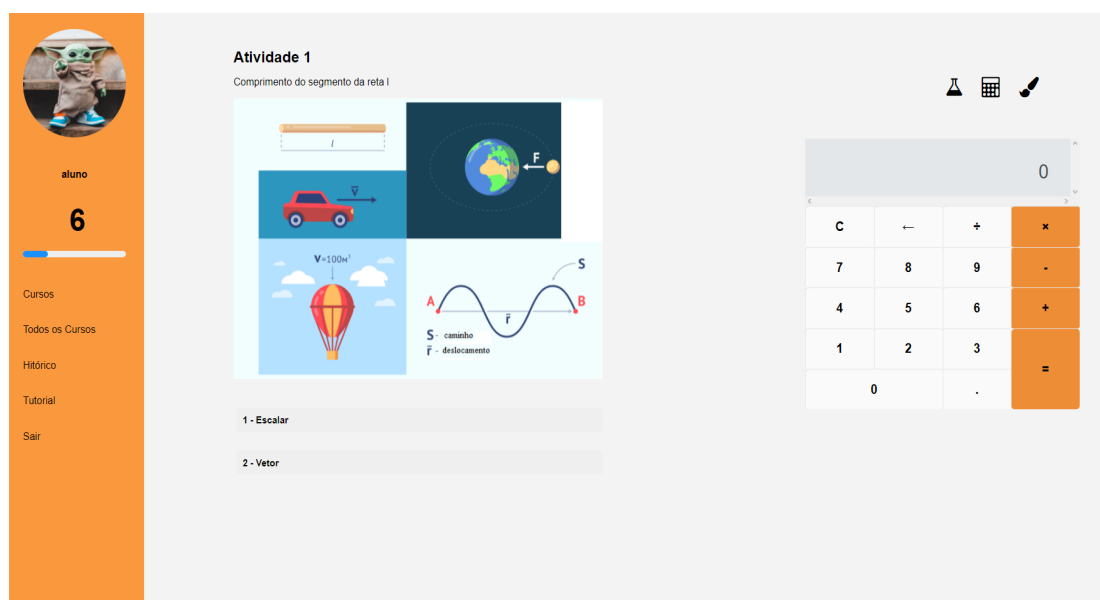 aluno
6
Cursos
Todos os Cursos
Hitórico
Tutorial
Sair
Atividade 1
Comprimento do segmento da reta l
l
F
v̅
V=100м³
S
A
B
r̅
S - caminho
r̅ - deslocamento
1 - Escalar
2 - Vetor
0
C ← ÷ ×
7 8 9 -
4 5 6 +
1 2 3
=
0 .